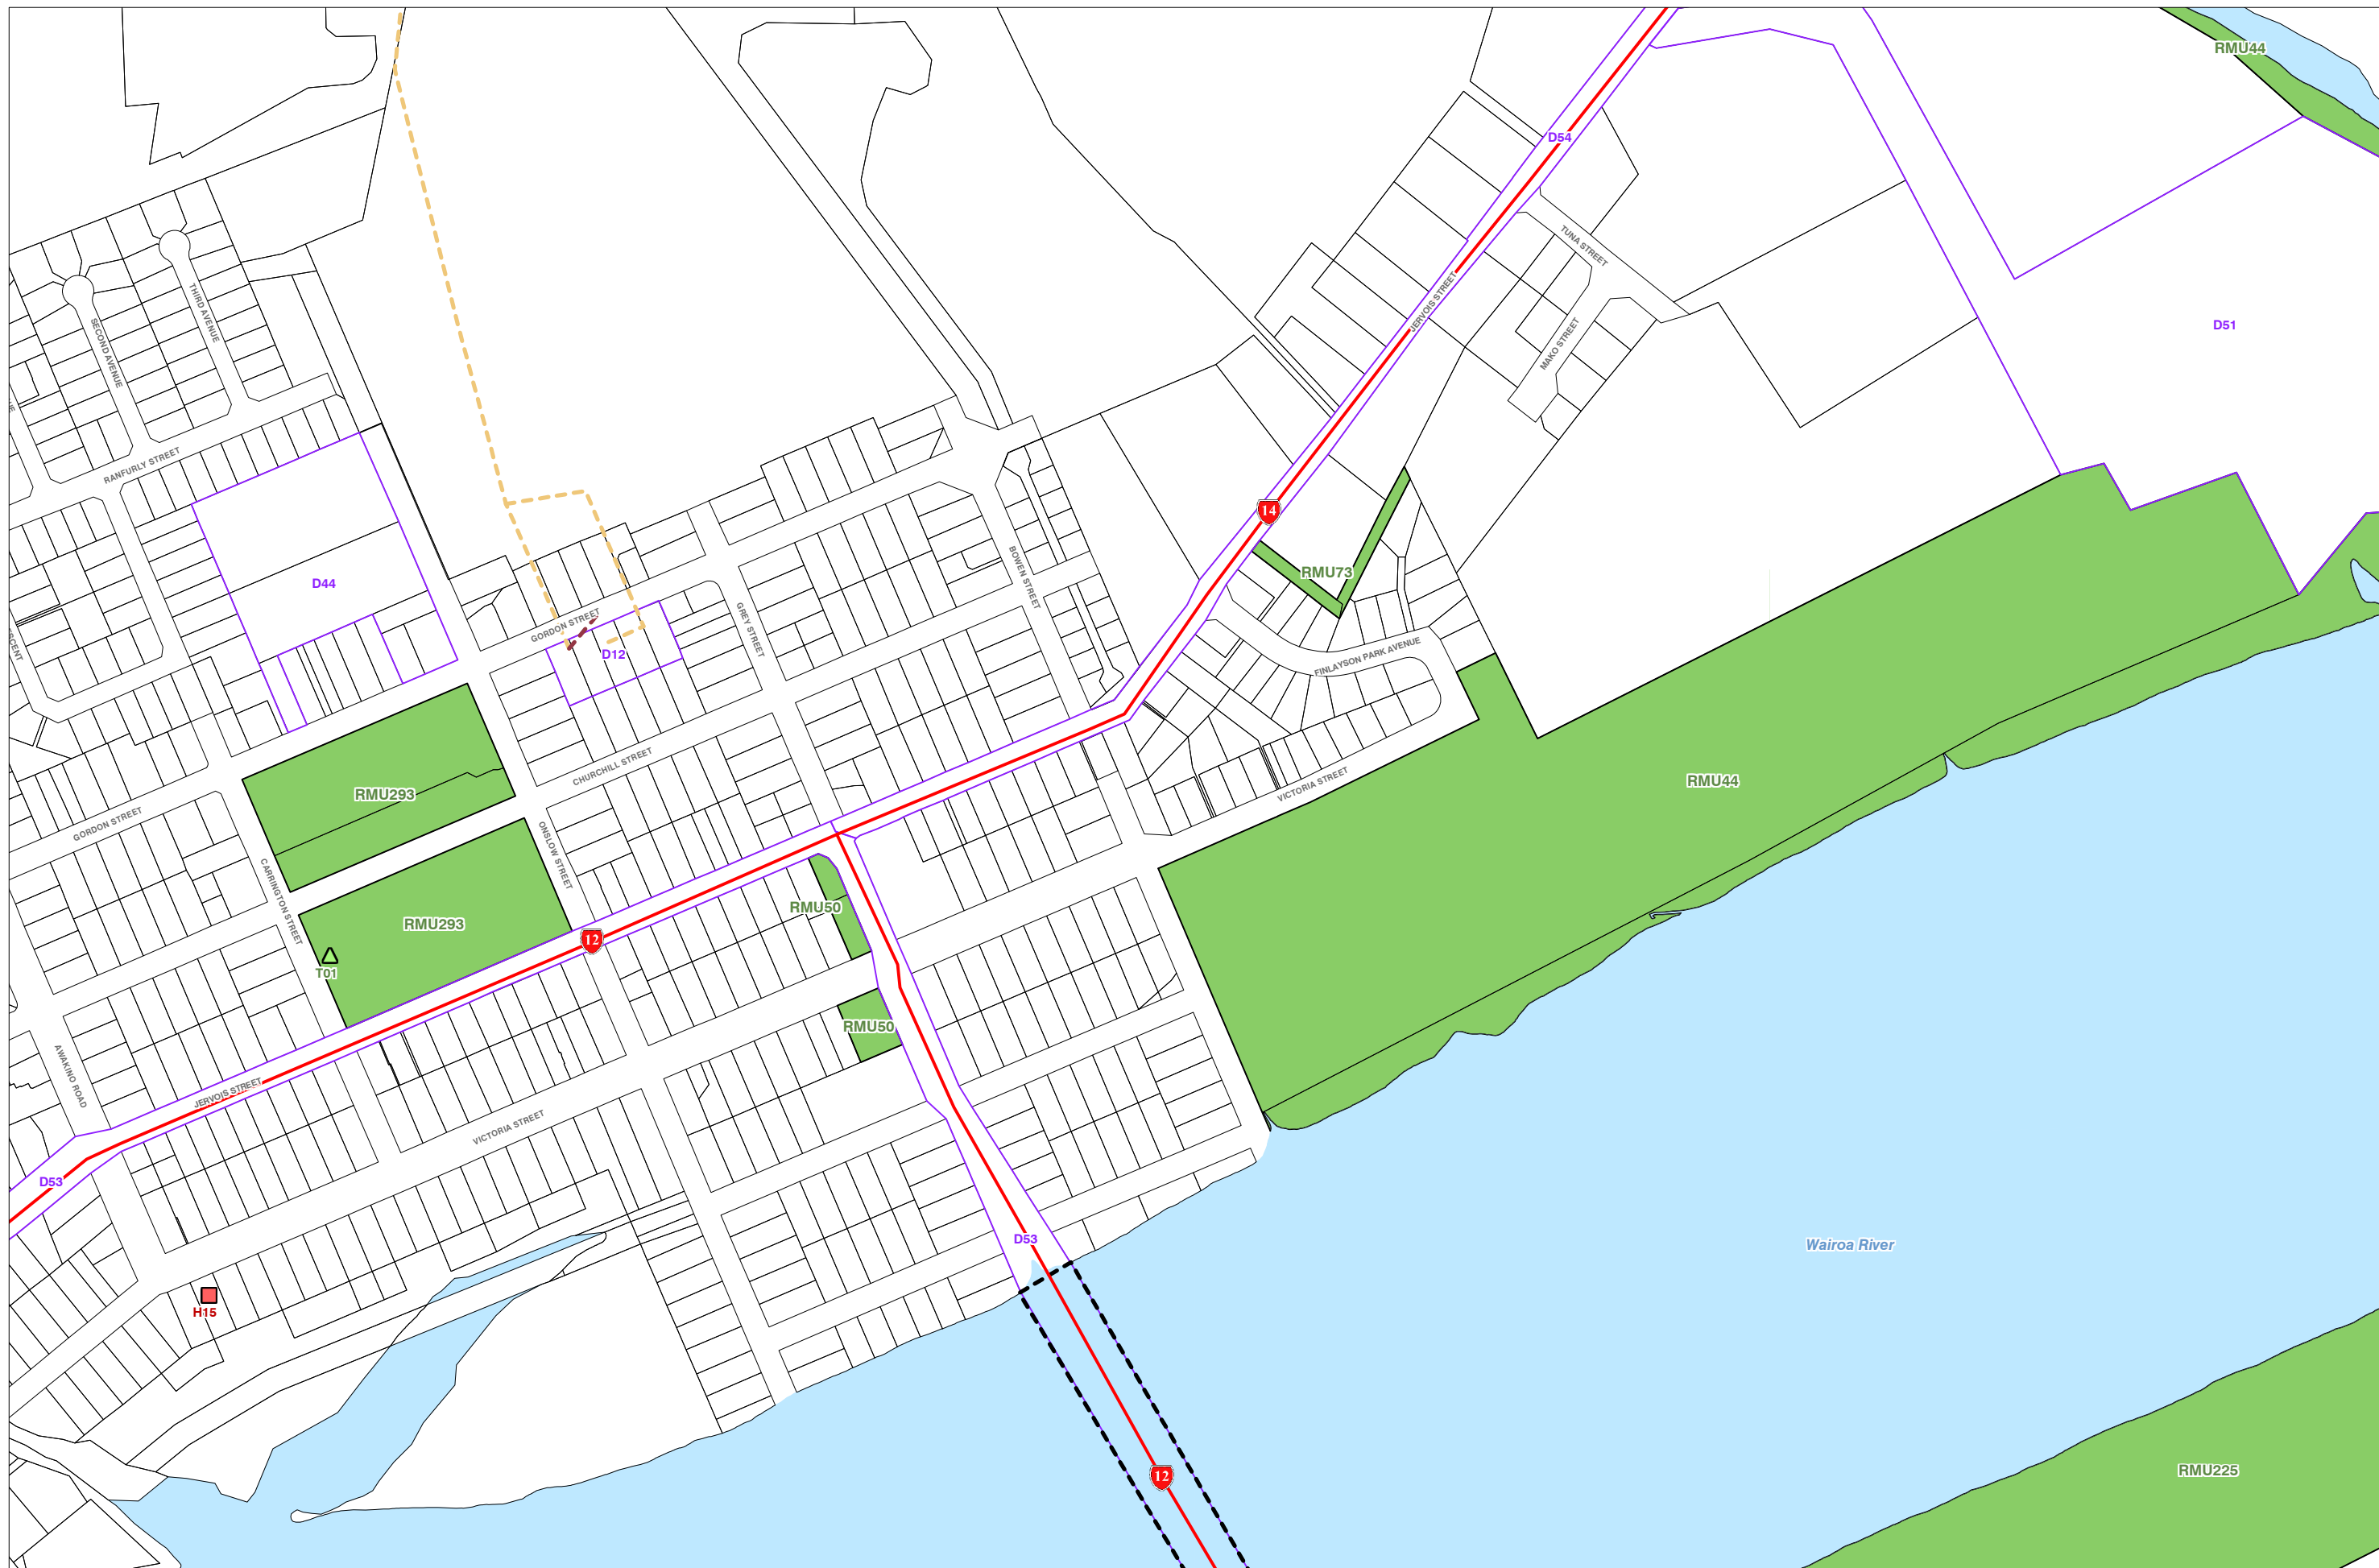 RMU44
D54
TUNA STREET
THIRD AVENUE
SECOND AVENUE
JERVOIS STREET
D51
MAKO STREET
RANFURLY STREET
14
BOWEN STREET
RMU73
D44
GORDON STREET
GREY STREET
D12
FINLAYSON PARK AVENUE
CHURCHILL STREET
RMU293
VICTORIA STREET
RMU44
GORDON STREET
ONSLOW STREET
CARRINGTON STREET
RMU50
RMU293
12
T01
RMU50
AWAKINO ROAD
JERVOIS STREET
VICTORIA STREET
D53
D53
Wairoa River
H15
12
RMU225